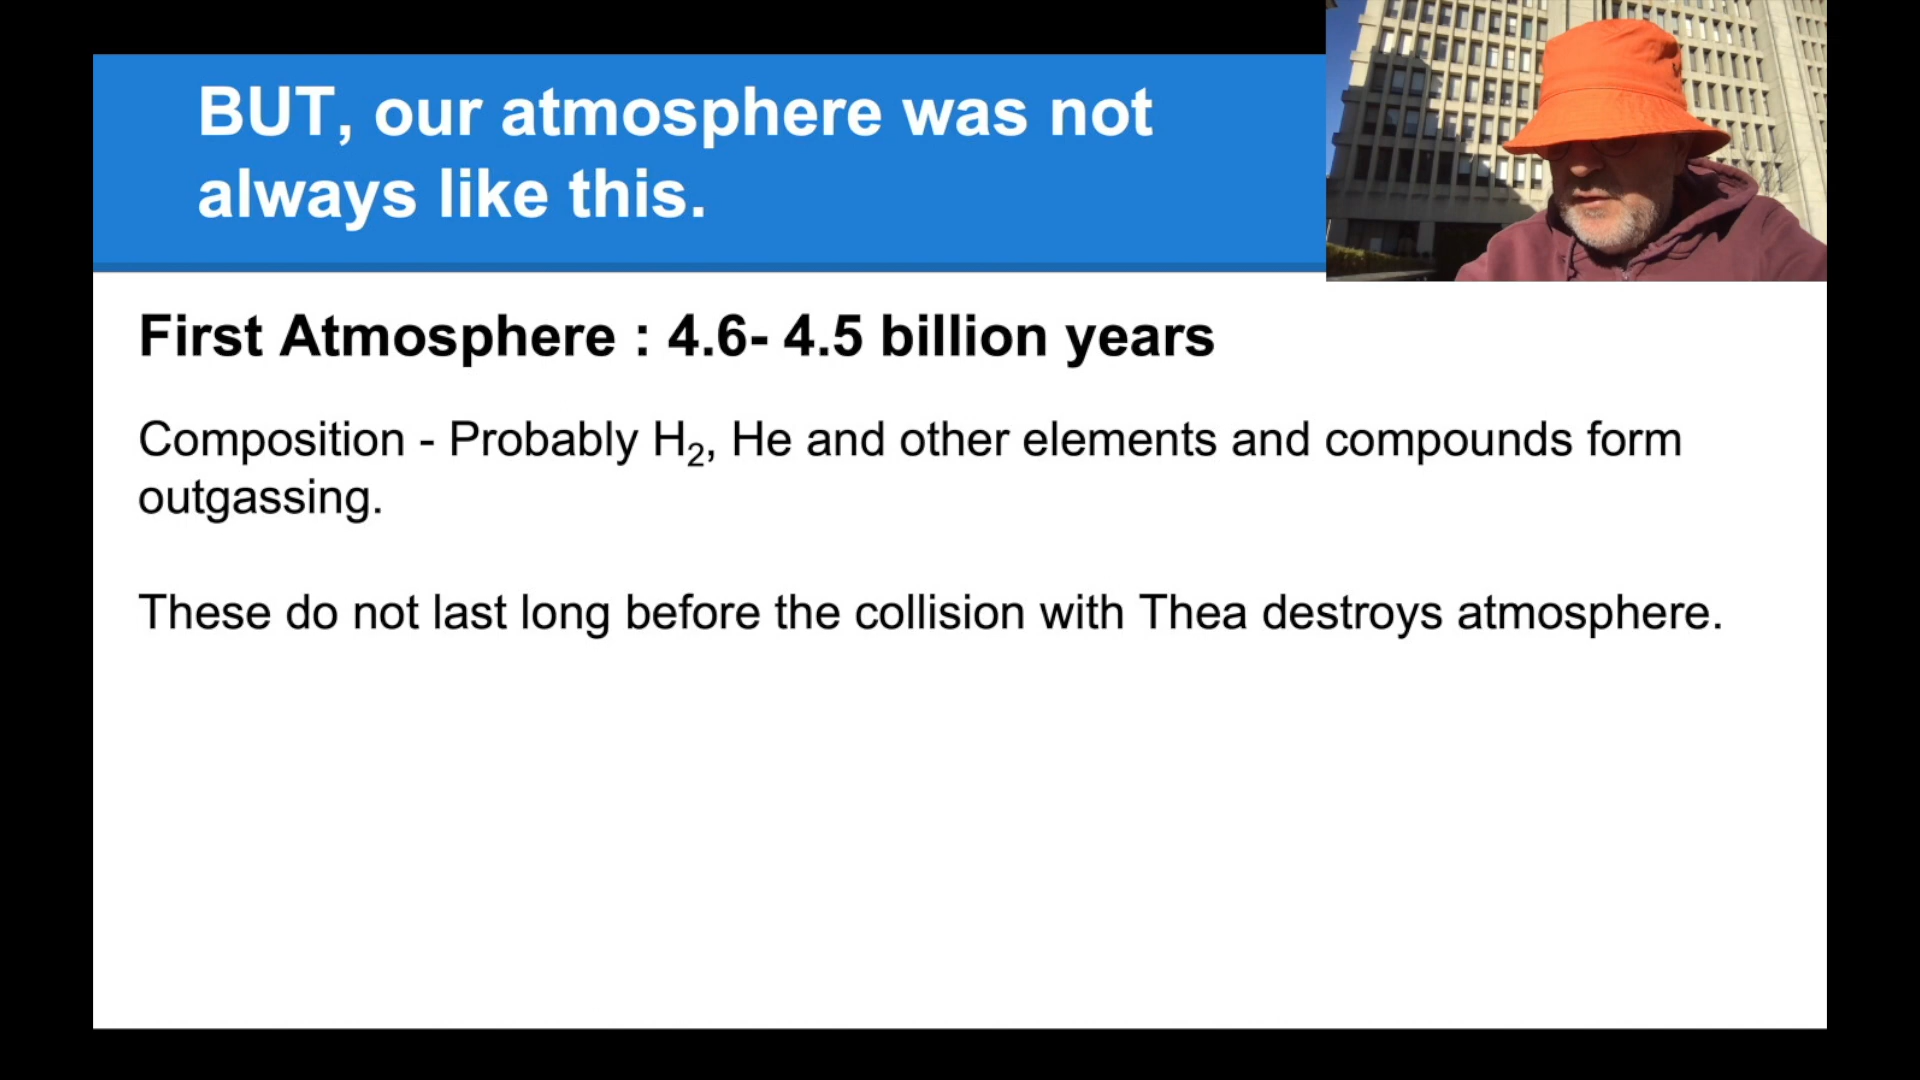 BUT, our atmosphere was not
always like this.
First Atmosphere : 4.6- 4.5 billion years
Composition - Probably H₂, He and other elements and compounds form
outgassing.
These do not last long before the collision with Thea destroys atmosphere.